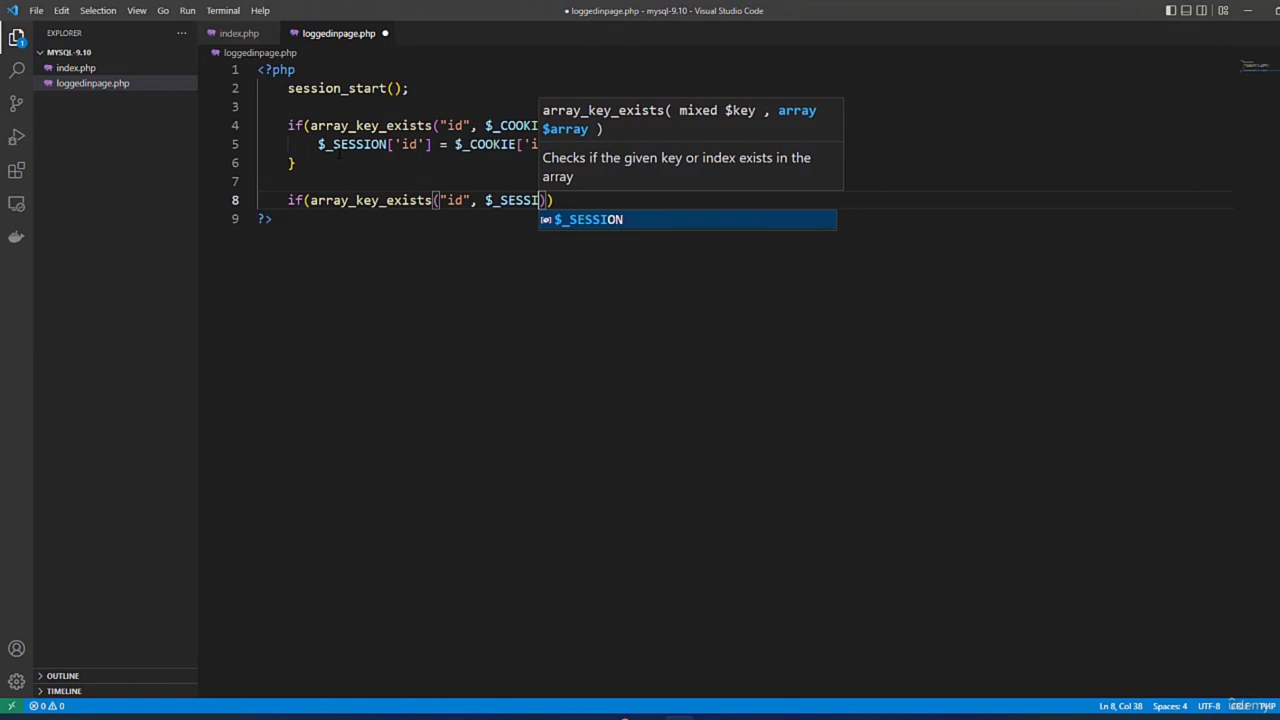 File Edit Selection View Go Run Terminal Help
● loggedinpage.php - mysql-9.10 - Visual Studio Code
EXPLORER
index.php
loggedinpage.php
MYSQL-9.10
index.php
loggedinpage.php
loggedinpage.php
1 <?php
2 session_start();
3
4 if(array_key_exists("id", $_COOKI
5 $_SESSION['id'] = $_COOKIE['i
6 }
7
8 if(array_key_exists("id", $_SESSI))
9 ?>
array_key_exists( mixed $key , array
$array )
Checks if the given key or index exists in the
array
$_SESSION
OUTLINE
TIMELINE
0 0
Ln 8, Col 38 Spaces: 4 UTF-8 PHP
udemy